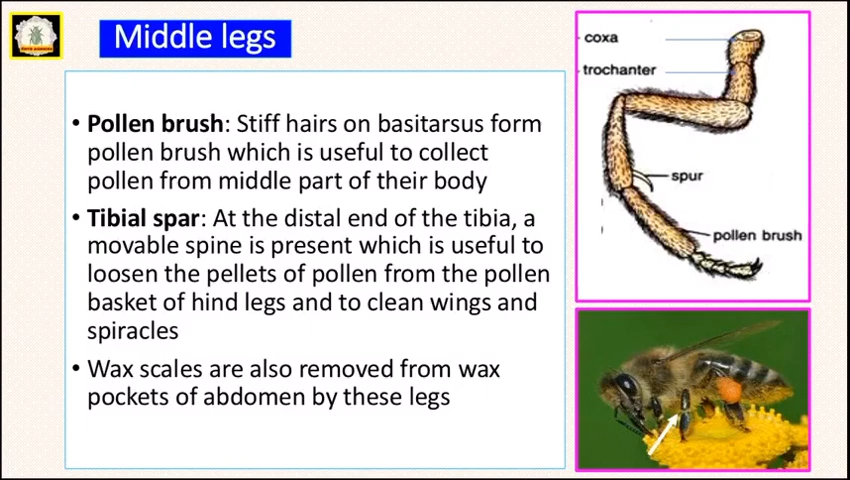 Middle legs
• Pollen brush: Stiff hairs on basitarsus form
pollen brush which is useful to collect
pollen from middle part of their body
• Tibial spar: At the distal end of the tibia, a
movable spine is present which is useful to
loosen the pellets of pollen from the pollen
basket of hind legs and to clean wings and
spiracles
• Wax scales are also removed from wax
pockets of abdomen by these legs
coxa
trochanter
spur
pollen brush